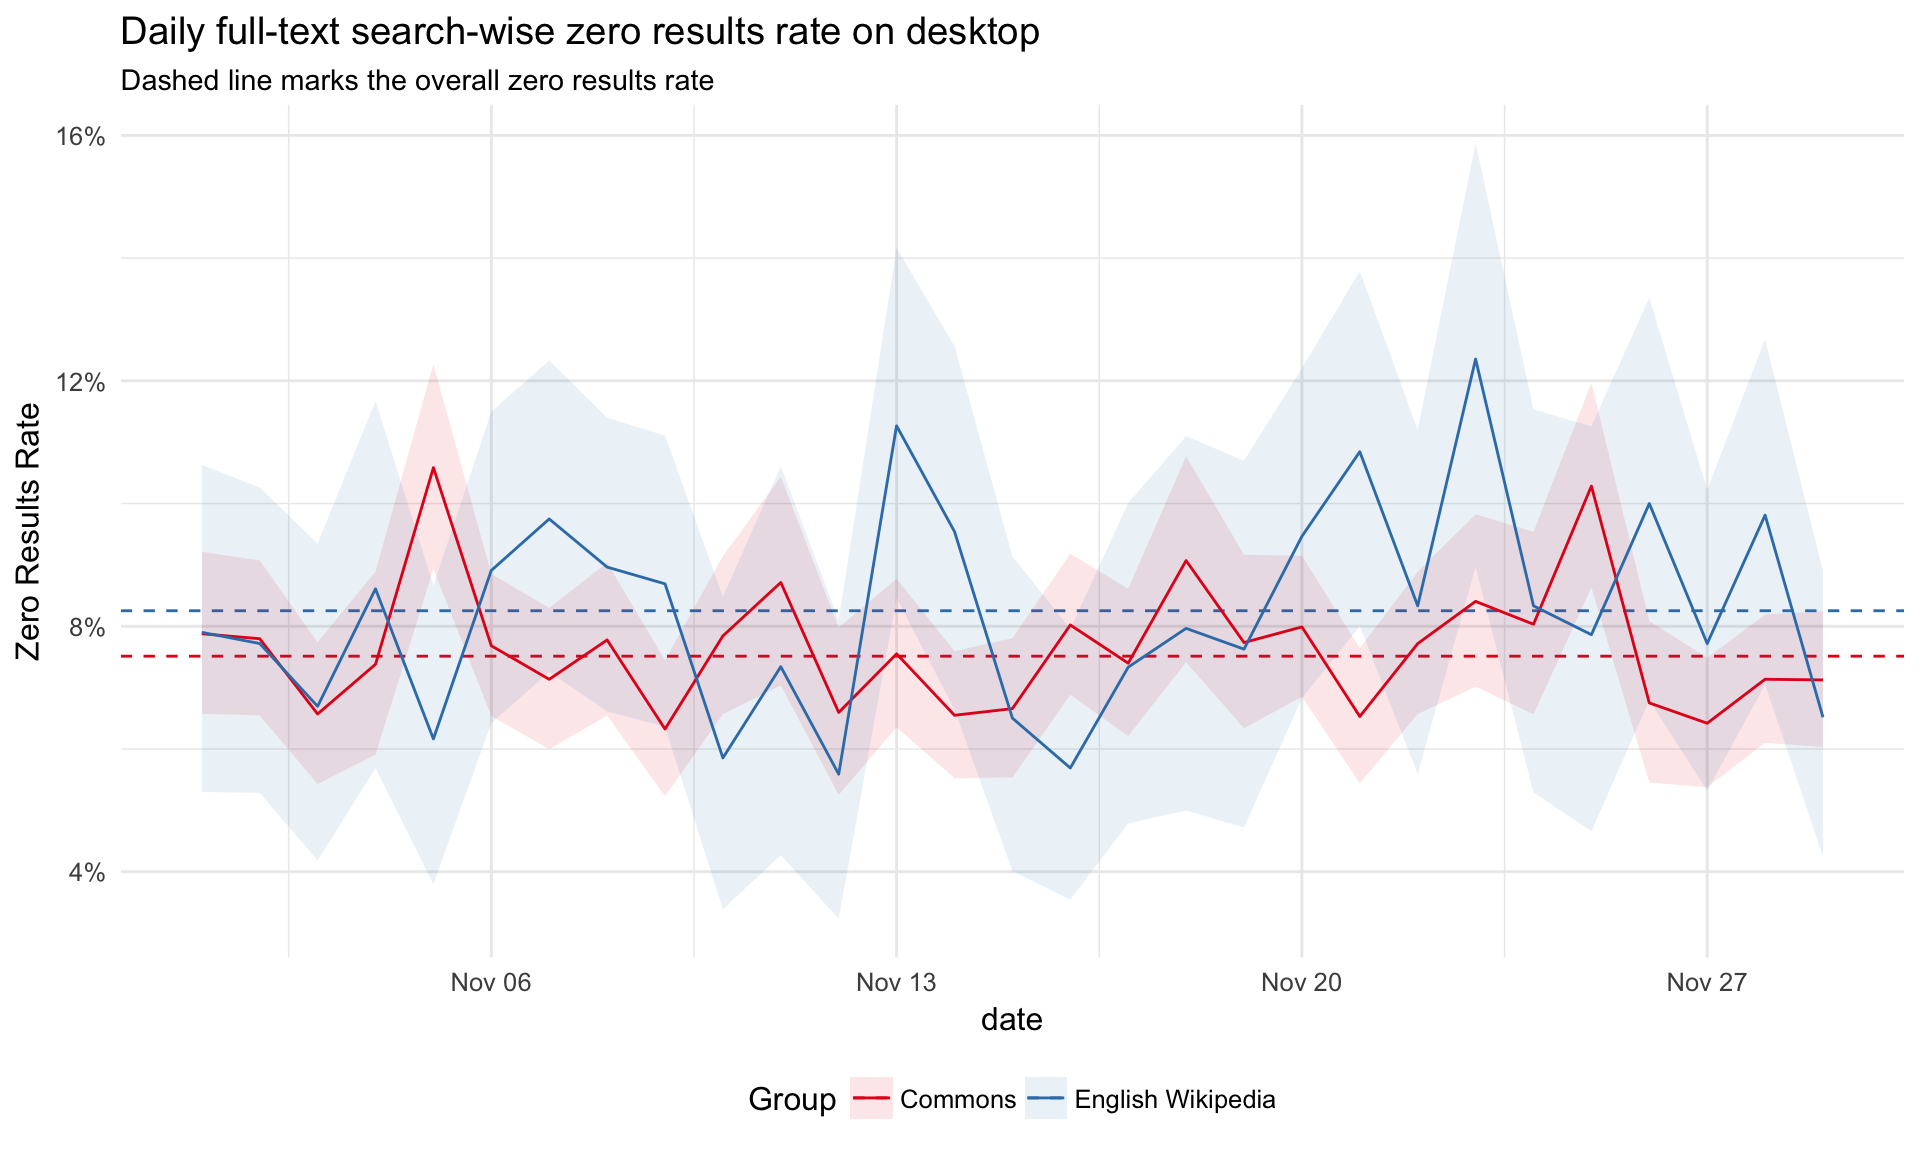 Daily full-text search-wise zero results rate on desktop
Dashed line marks the overall zero results rate
16%
12%
8%
4%
Zero Results Rate
Nov 06 Nov 13 Nov 20 Nov 27
date
Group Commons English Wikipedia